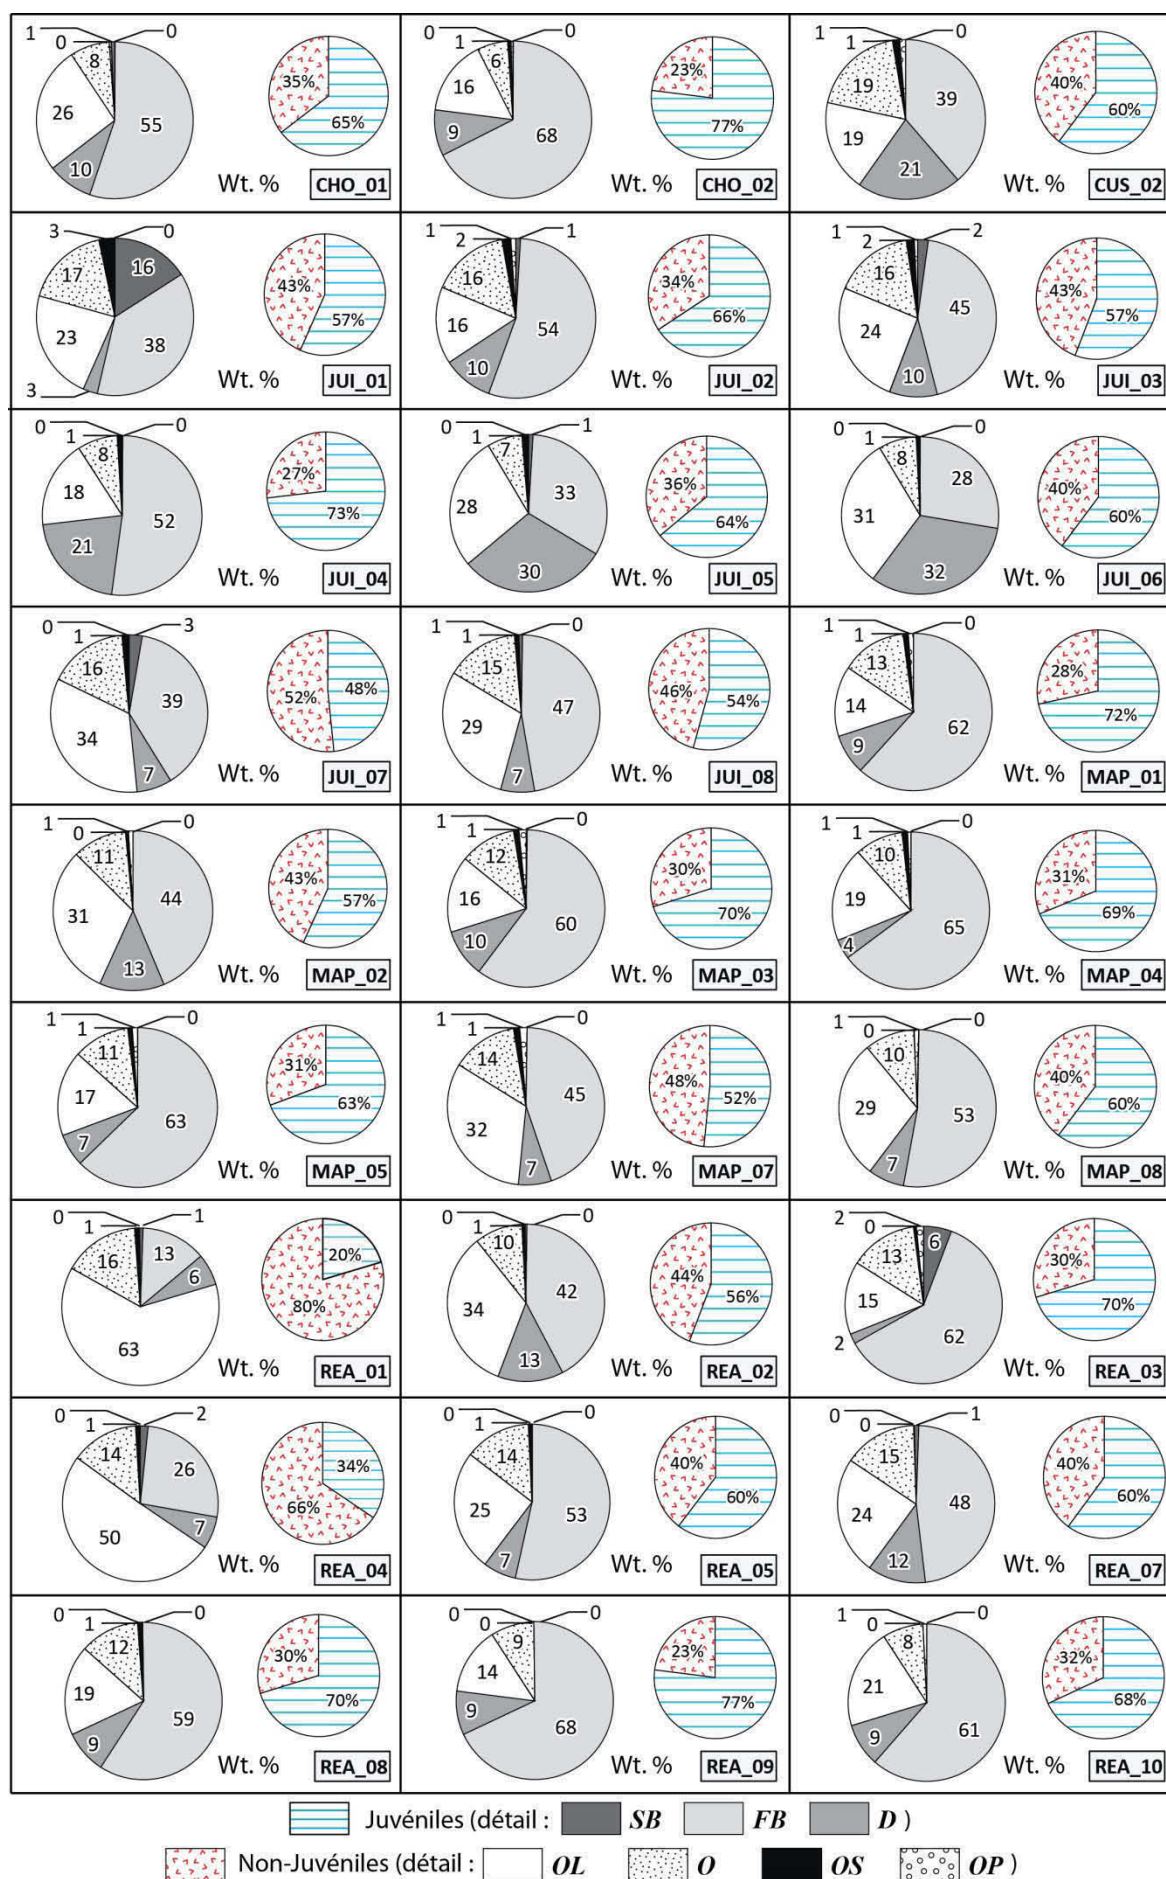 1 0 0 8 26 10 55 35% 65% Wt. % CHO_01
0 0 1 6 16 9 68 23% 77% Wt. % CHO_02
1 0 1 19 19 21 39 40% 60% Wt. % CUS_02
3 0 17 16 23 38 3 43% 57% Wt. % JUI_01
1 1 2 16 16 10 54 34% 66% Wt. % JUI_02
1 2 2 16 24 10 45 43% 57% Wt. % JUI_03
0 0 1 8 18 21 52 27% 73% Wt. % JUI_04
0 1 1 7 28 30 33 36% 64% Wt. % JUI_05
0 0 1 8 31 32 28 40% 60% Wt. % JUI_06
0 3 1 16 34 7 39 52% 48% Wt. % JUI_07
1 0 1 15 29 7 47 46% 54% Wt. % JUI_08
1 0 1 13 14 9 62 28% 72% Wt. % MAP_01
1 0 0 11 31 13 44 43% 57% Wt. % MAP_02
1 0 1 12 16 10 60 30% 70% Wt. % MAP_03
1 0 1 10 19 4 65 31% 69% Wt. % MAP_04
1 0 1 11 17 7 63 31% 63% Wt. % MAP_05
1 0 1 14 32 7 45 48% 52% Wt. % MAP_07
1 0 0 10 29 7 53 40% 60% Wt. % MAP_08
0 1 1 16 13 6 63 20% 80% Wt. % REA_01
0 0 1 10 34 13 42 44% 56% Wt. % REA_02
2 0 6 13 15 2 62 30% 70% Wt. % REA_03
0 2 1 14 26 7 50 34% 66% Wt. % REA_04
0 0 1 14 25 7 53 40% 60% Wt. % REA_05
0 1 0 15 24 12 48 40% 60% Wt. % REA_07
0 0 1 12 19 9 59 30% 70% Wt. % REA_08
0 0 0 9 14 9 68 23% 77% Wt. % REA_09
1 0 0 8 21 9 61 32% 68% Wt. % REA_10
Juvéniles (détail : SB FB D )
Non-Juvéniles (détail : OL O OS OP )